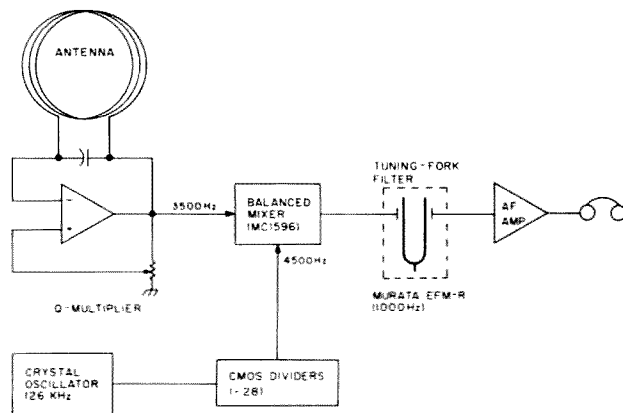 ANTENNA
TUNING-FORK
FILTER
3500Hz
BALANCED
MIXER
(MC1596)
AF
AMP
4500Hz
Q-MULTIPLIER
MURATA EFM-R
(1000Hz)
CRYSTAL
OSCILLATOR
126 KHz
CMOS DIVIDERS
(÷28)